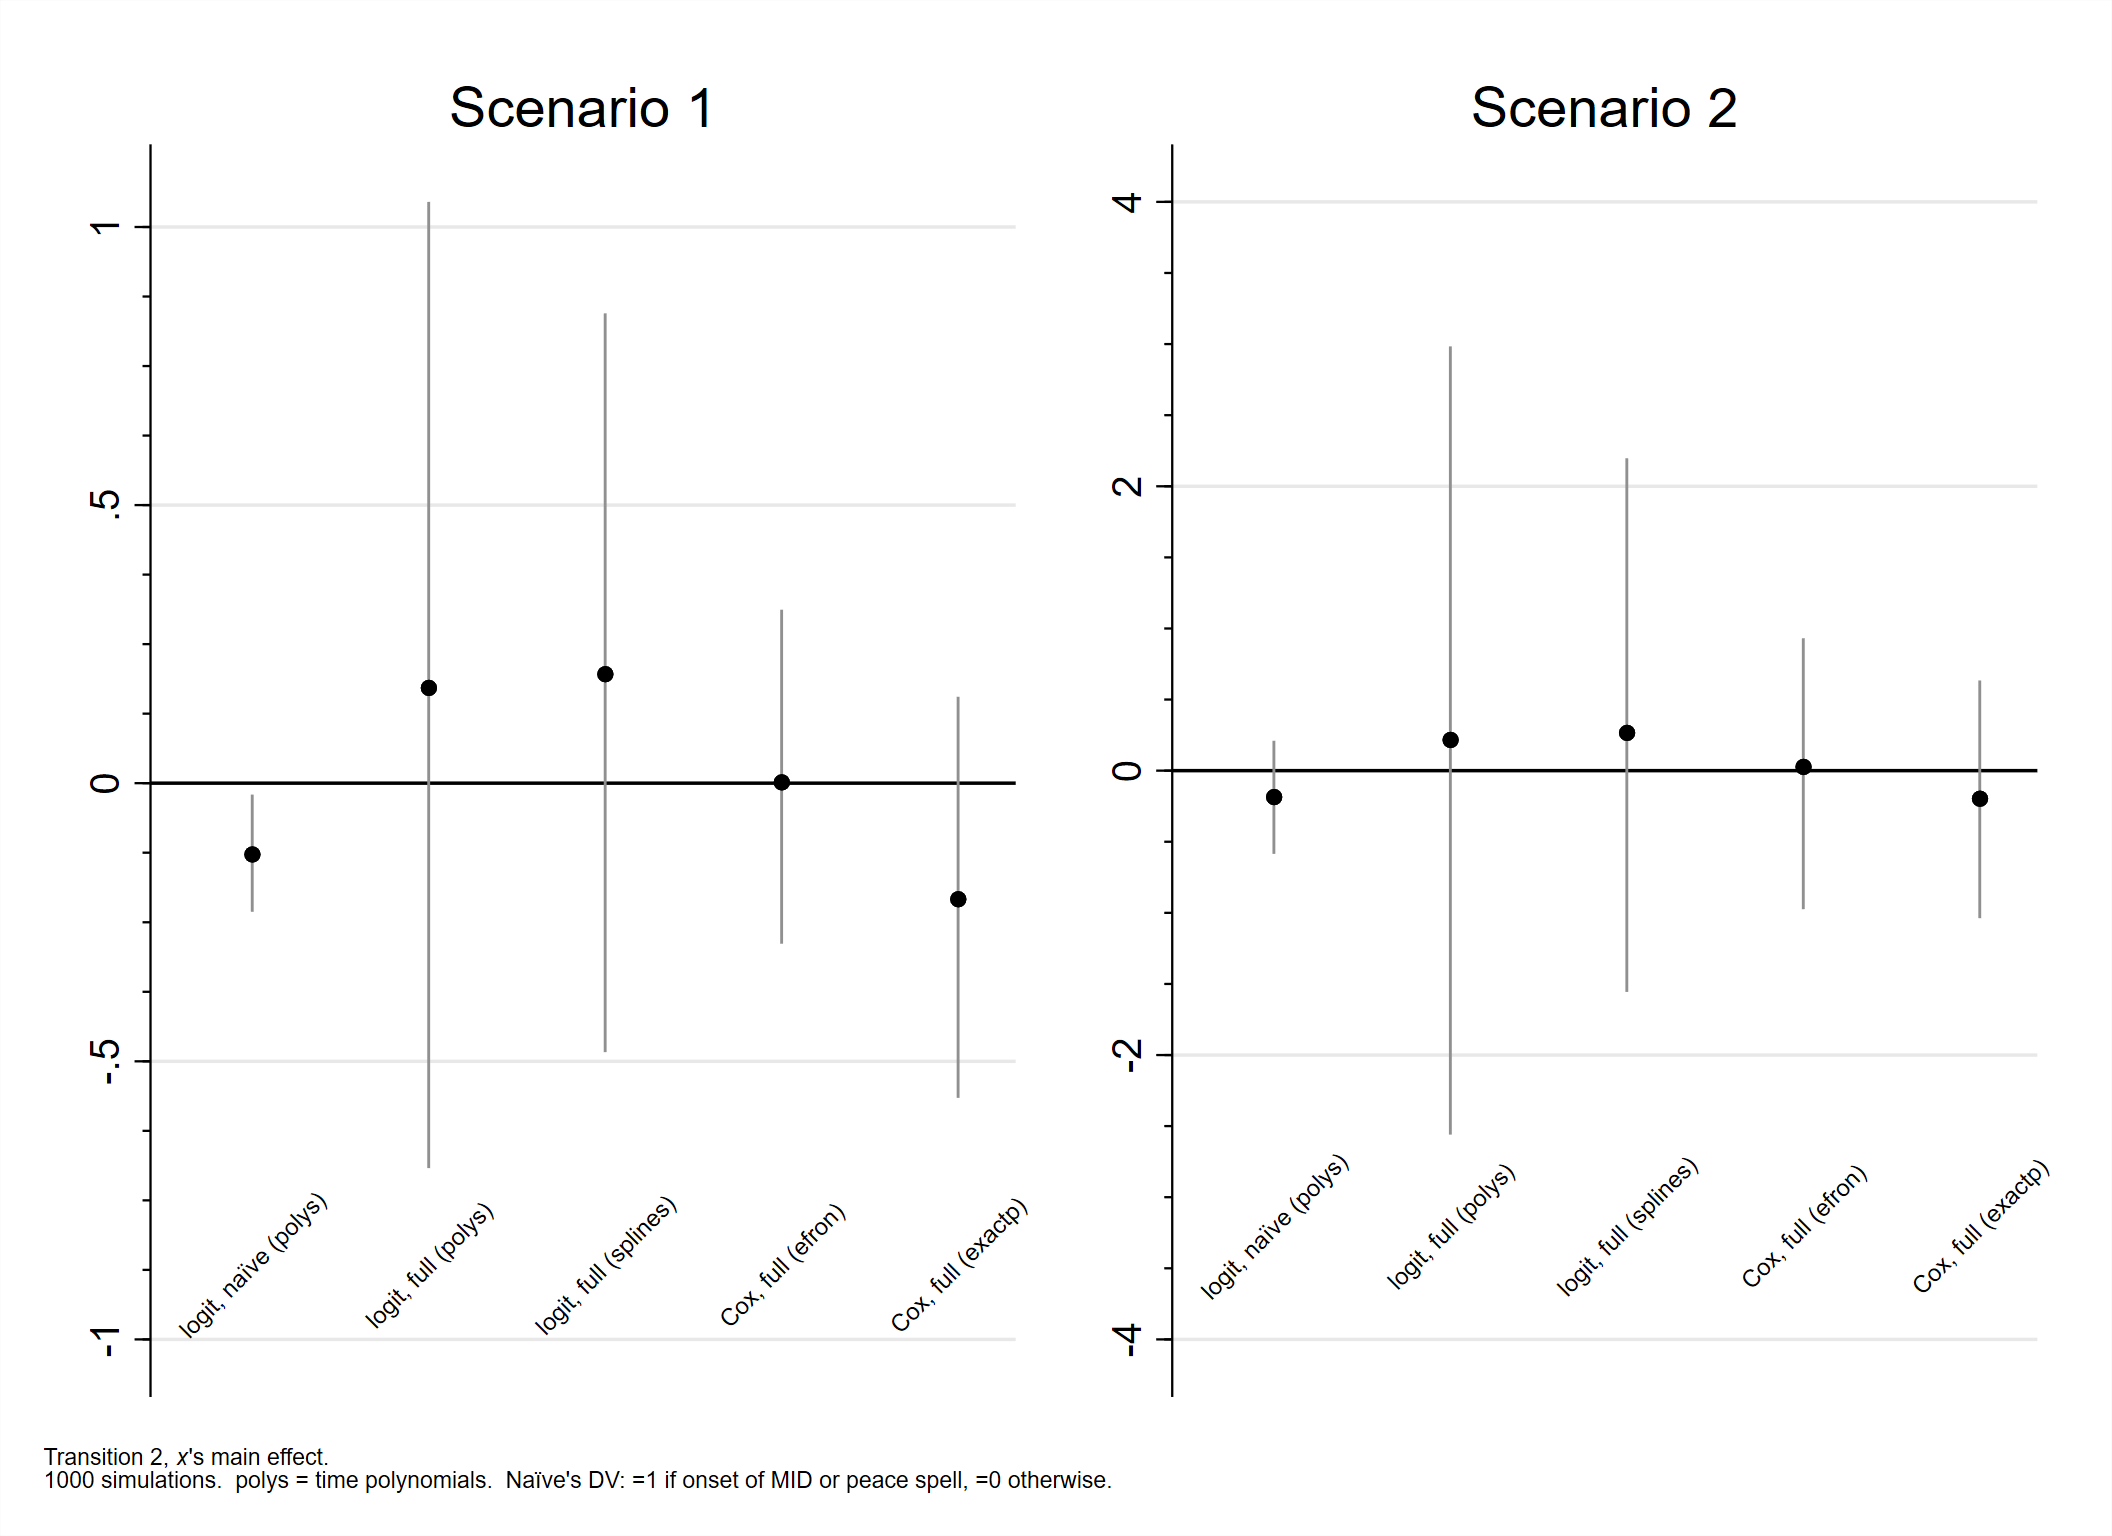 Scenario 1
1
.5
0
-.5
-1
logit, naïve (polys)
logit, full (polys)
logit, full (splines)
Cox, full (efron)
Cox, full (exactp)
Scenario 2
4
2
0
-2
-4
logit, naïve (polys)
logit, full (polys)
logit, full (splines)
Cox, full (efron)
Cox, full (exactp)
Transition 2, x's main effect.
1000 simulations.  polys = time polynomials.  Naïve's DV: =1 if onset of MID or peace spell, =0 otherwise.